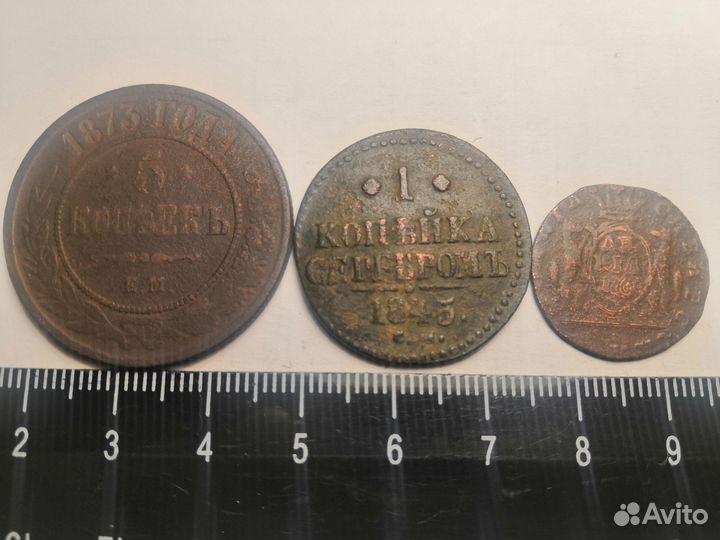 1873 ГОДА
5
КОПѢЕКЪ
Е.М.
1
КОПѢЙКА
СЕРЕБРОМЪ
1845.
2 3 4 5 6 7 8 9
Avito